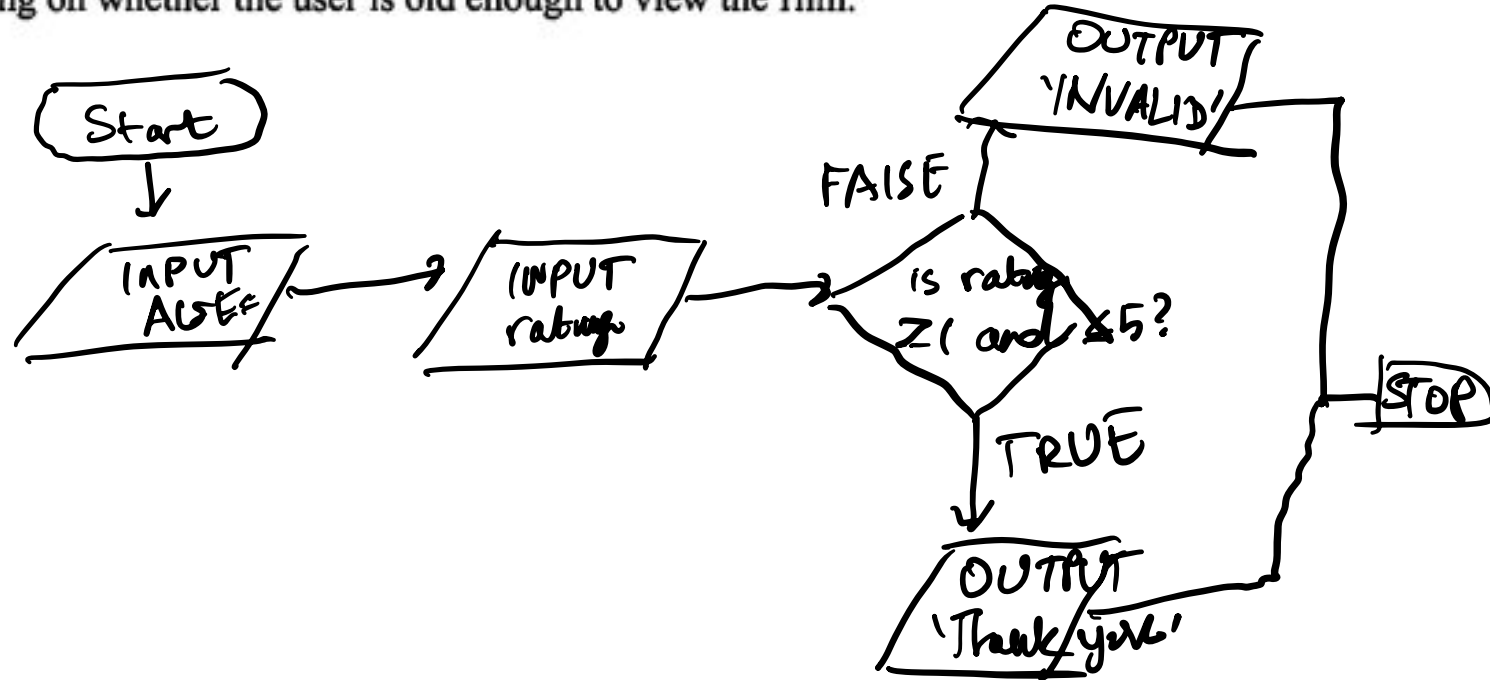 ing on whether the user is old enough to view the film.
OUTPUT
'INVALID'
Start
FALSE
INPUT
AGE
INPUT
rating
is rating
≥1 and ≤5?
STOP
TRUE
OUTPUT
'Thank you'